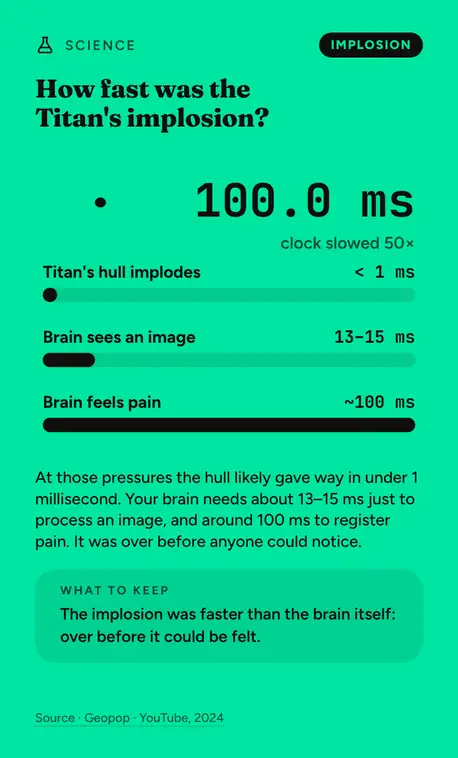 SCIENCE
IMPLOSION
How fast was the
Titan's implosion?
100.0 ms
clock slowed 50×
Titan's hull implodes < 1 ms
Brain sees an image 13–15 ms
Brain feels pain ~100 ms
At those pressures the hull likely gave way in under 1
millisecond. Your brain needs about 13–15 ms just to
process an image, and around 100 ms to register
pain. It was over before anyone could notice.
WHAT TO KEEP
The implosion was faster than the brain itself:
over before it could be felt.
Source · Geopop · YouTube, 2024